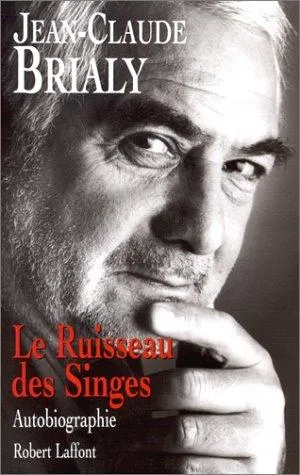 JEAN-CLAUDE
BRIALY
Le Ruisseau
des Singes
Autobiographie
Robert Laffont